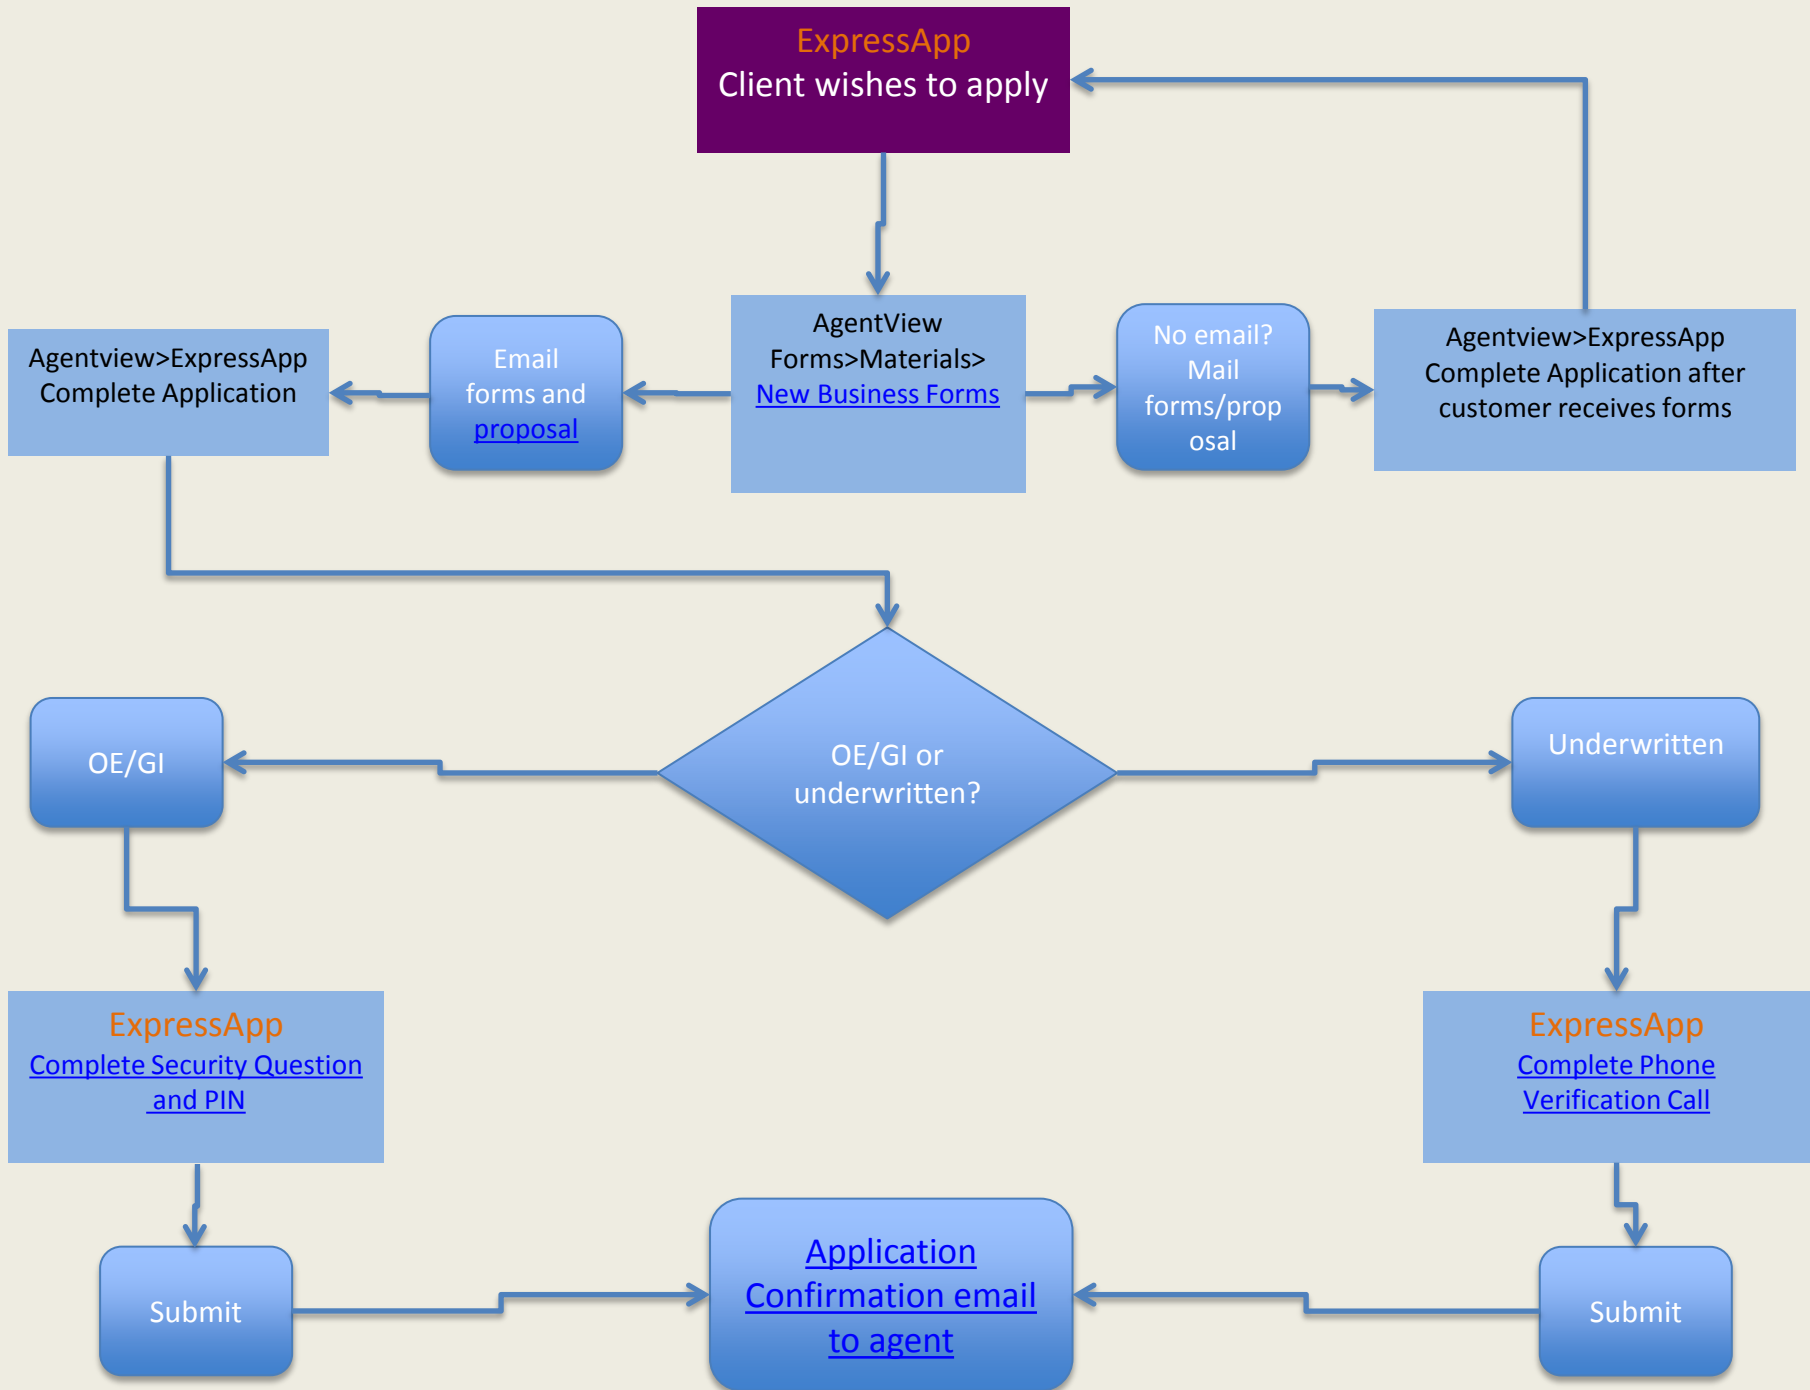 ExpressApp
Client wishes to apply
Agentview>ExpressApp
Complete Application
Email
forms and
proposal
AgentView
Forms>Materials>
New Business Forms
No email?
Mail
forms/prop
osal
Agentview>ExpressApp
Complete Application after
customer receives forms
OE/GI
OE/GI or
underwritten?
Underwritten
ExpressApp
Complete Security Question
and PIN
ExpressApp
Complete Phone
Verification Call
Submit
Application
Confirmation email
to agent
Submit